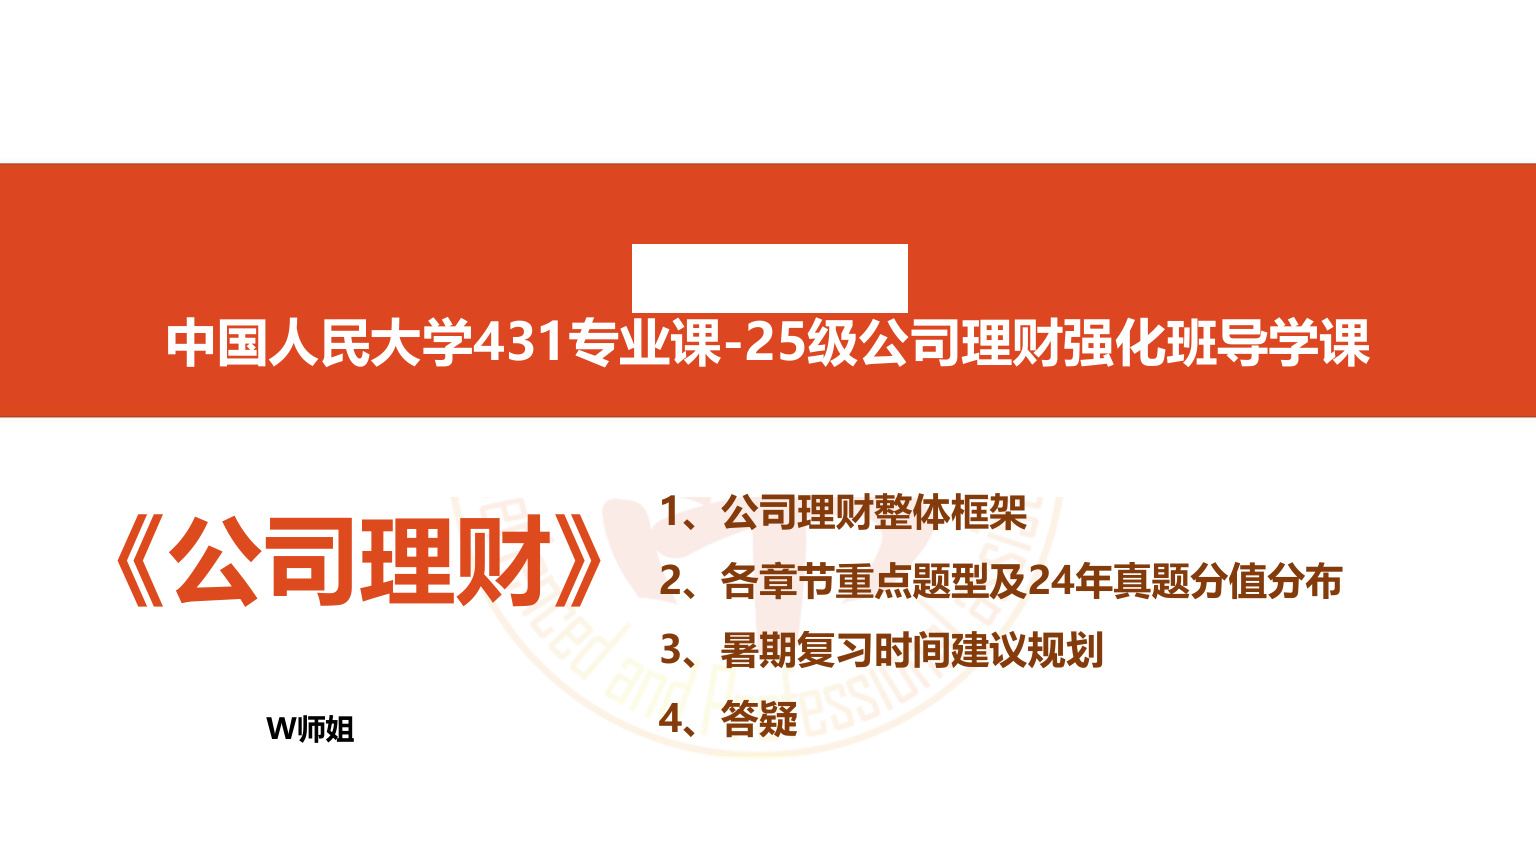 中国人民大学431专业课-25级公司理财强化班导学课
《公司理财》
W师姐
1、公司理财整体框架
2、各章节重点题型及24年真题分值分布
3、暑期复习时间建议规划
4、答疑